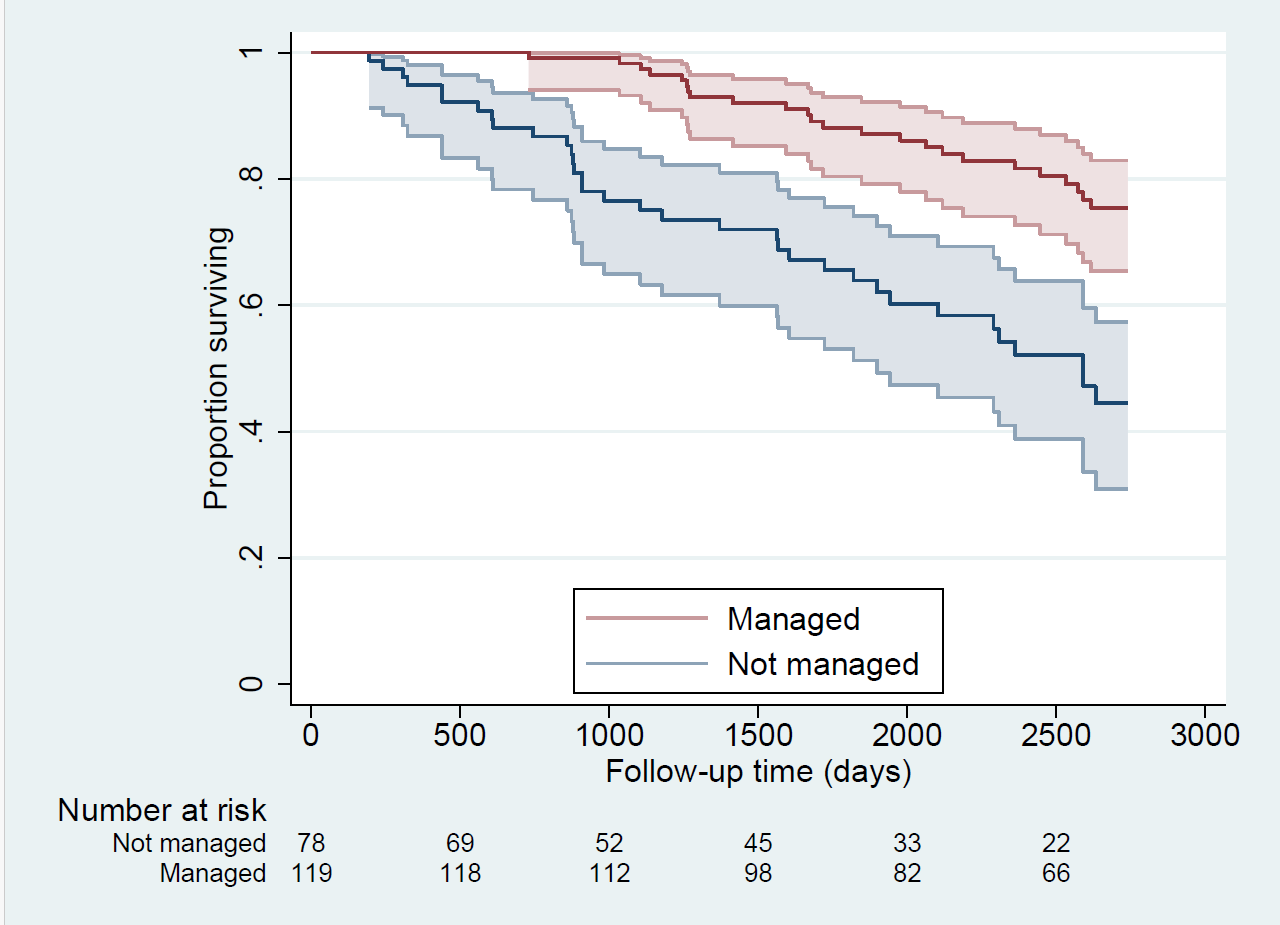 1
.8
.6
.4
.2
0
Proportion surviving
Managed
Not managed
0 500 1000 1500 2000 2500 3000
Follow-up time (days)
Number at risk
Not managed 78 69 52 45 33 22
Managed 119 118 112 98 82 66